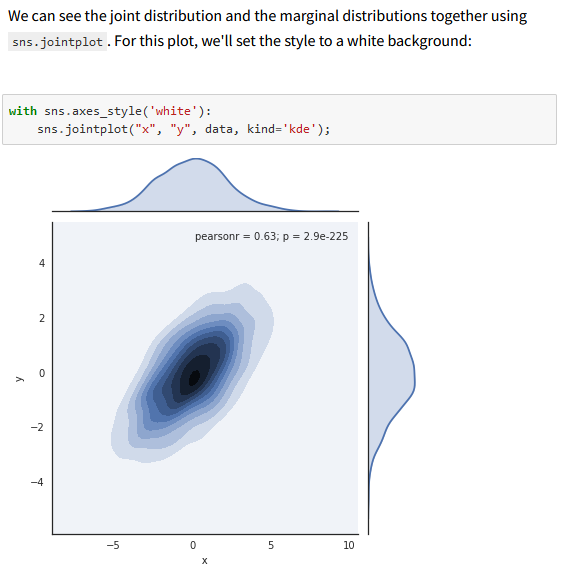 We can see the joint distribution and the marginal distributions together using
sns.jointplot . For this plot, we'll set the style to a white background:
with sns.axes_style('white'):
    sns.jointplot("x", "y", data, kind='kde');
pearsonr = 0.63; p = 2.9e-225
4
2
0
−2
−4
y
−5 0 5 10
x